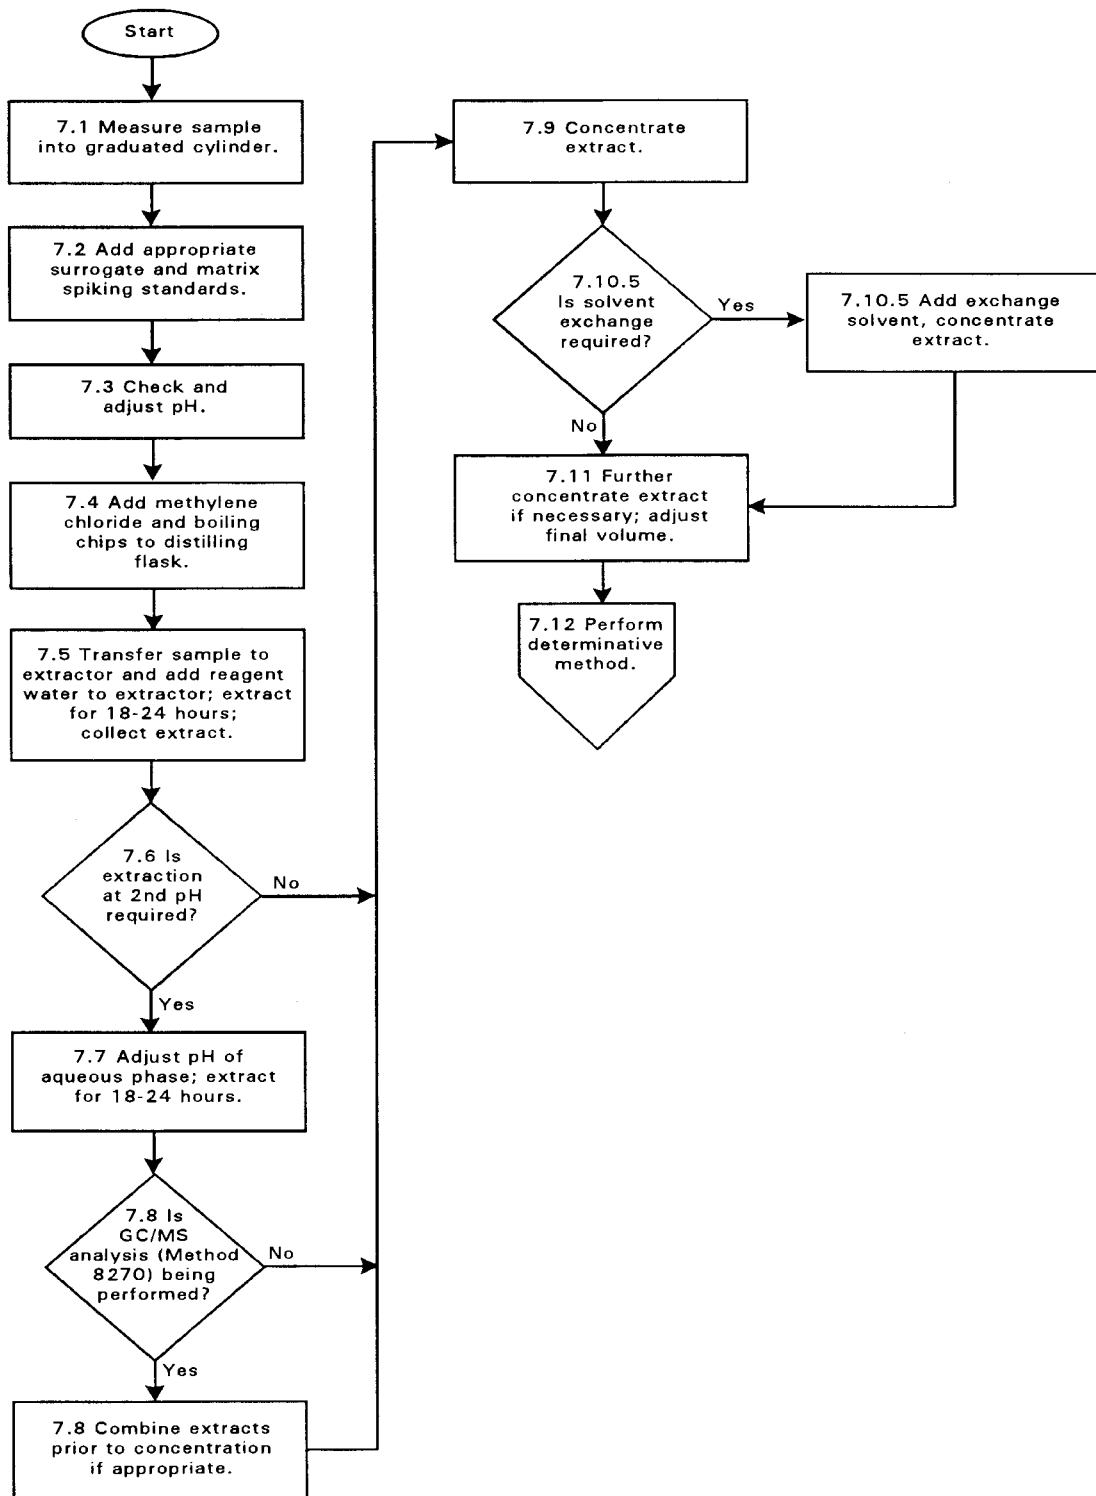 Start
7.1 Measure sample
into graduated cylinder.
7.2 Add appropriate
surrogate and matrix
spiking standards.
7.3 Check and
adjust pH.
7.4 Add methylene
chloride and boiling
chips to distilling
flask.
7.5 Transfer sample to
extractor and add reagent
water to extractor; extract
for 18-24 hours;
collect extract.
7.6 Is
extraction
at 2nd pH
required?
No
Yes
7.7 Adjust pH of
aqueous phase; extract
for 18-24 hours.
7.8 Is
GC/MS
analysis (Method
8270) being
performed?
No
Yes
7.8 Combine extracts
prior to concentration
if appropriate.
7.9 Concentrate
extract.
7.10.5
Is solvent
exchange
required?
Yes
7.10.5 Add exchange
solvent, concentrate
extract.
No
7.11 Further
concentrate extract
if necessary; adjust
final volume.
7.12 Perform
determinative
method.